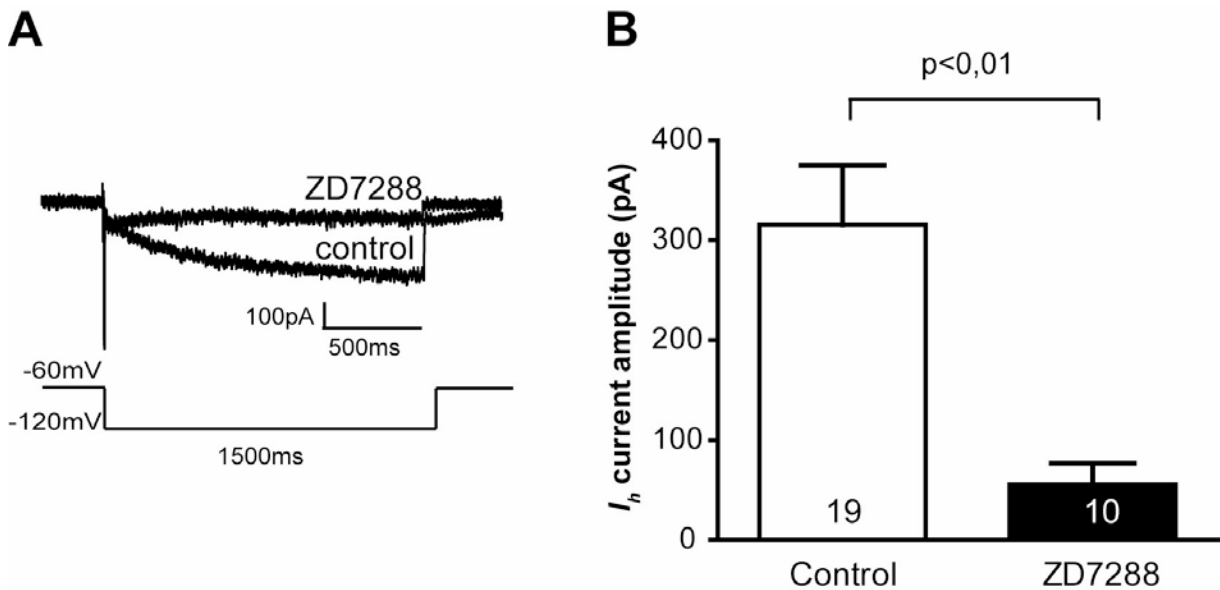 A
ZD7288
control
100pA
500ms
-60mV
-120mV
1500ms
B
p<0,01
Ih current amplitude (pA)
400
300
200
100
0
19
10
Control
ZD7288